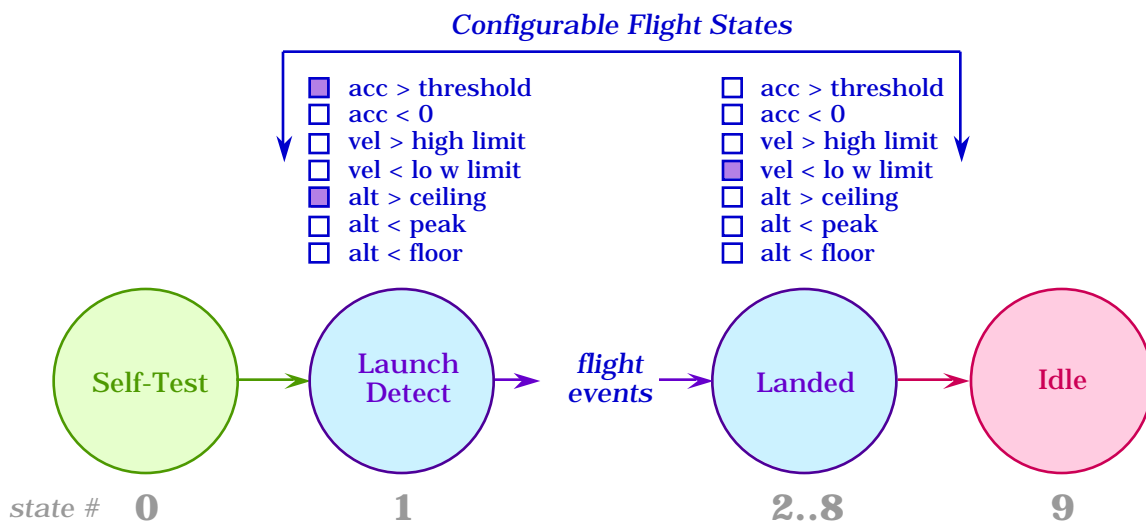 Configurable Flight States
acc > threshold
acc < 0
vel > high limit
vel < lo w limit
alt > ceiling
alt < peak
alt < floor
acc > threshold
acc < 0
vel > high limit
vel < lo w limit
alt > ceiling
alt < peak
alt < floor
Self-Test
Launch
Detect
flight
events
Landed
Idle
state # 0 1 2..8 9